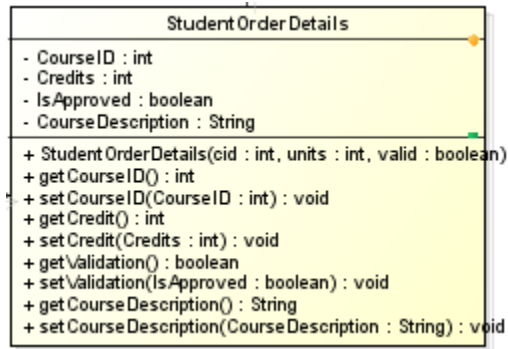 StudentOrderDetails
- CourseID : int
- Credits : int
- IsApproved : boolean
- CourseDescription : String
+ StudentOrderDetails(cid : int, units : int, valid : boolean)
+ getCourseID() : int
+ setCourseID(CourseID : int) : void
+ getCredit() : int
+ setCredit(Credits : int) : void
+ getValidation() : boolean
+ setValidation(IsApproved : boolean) : void
+ getCourseDescription() : String
+ setCourseDescription(CourseDescription : String) : void